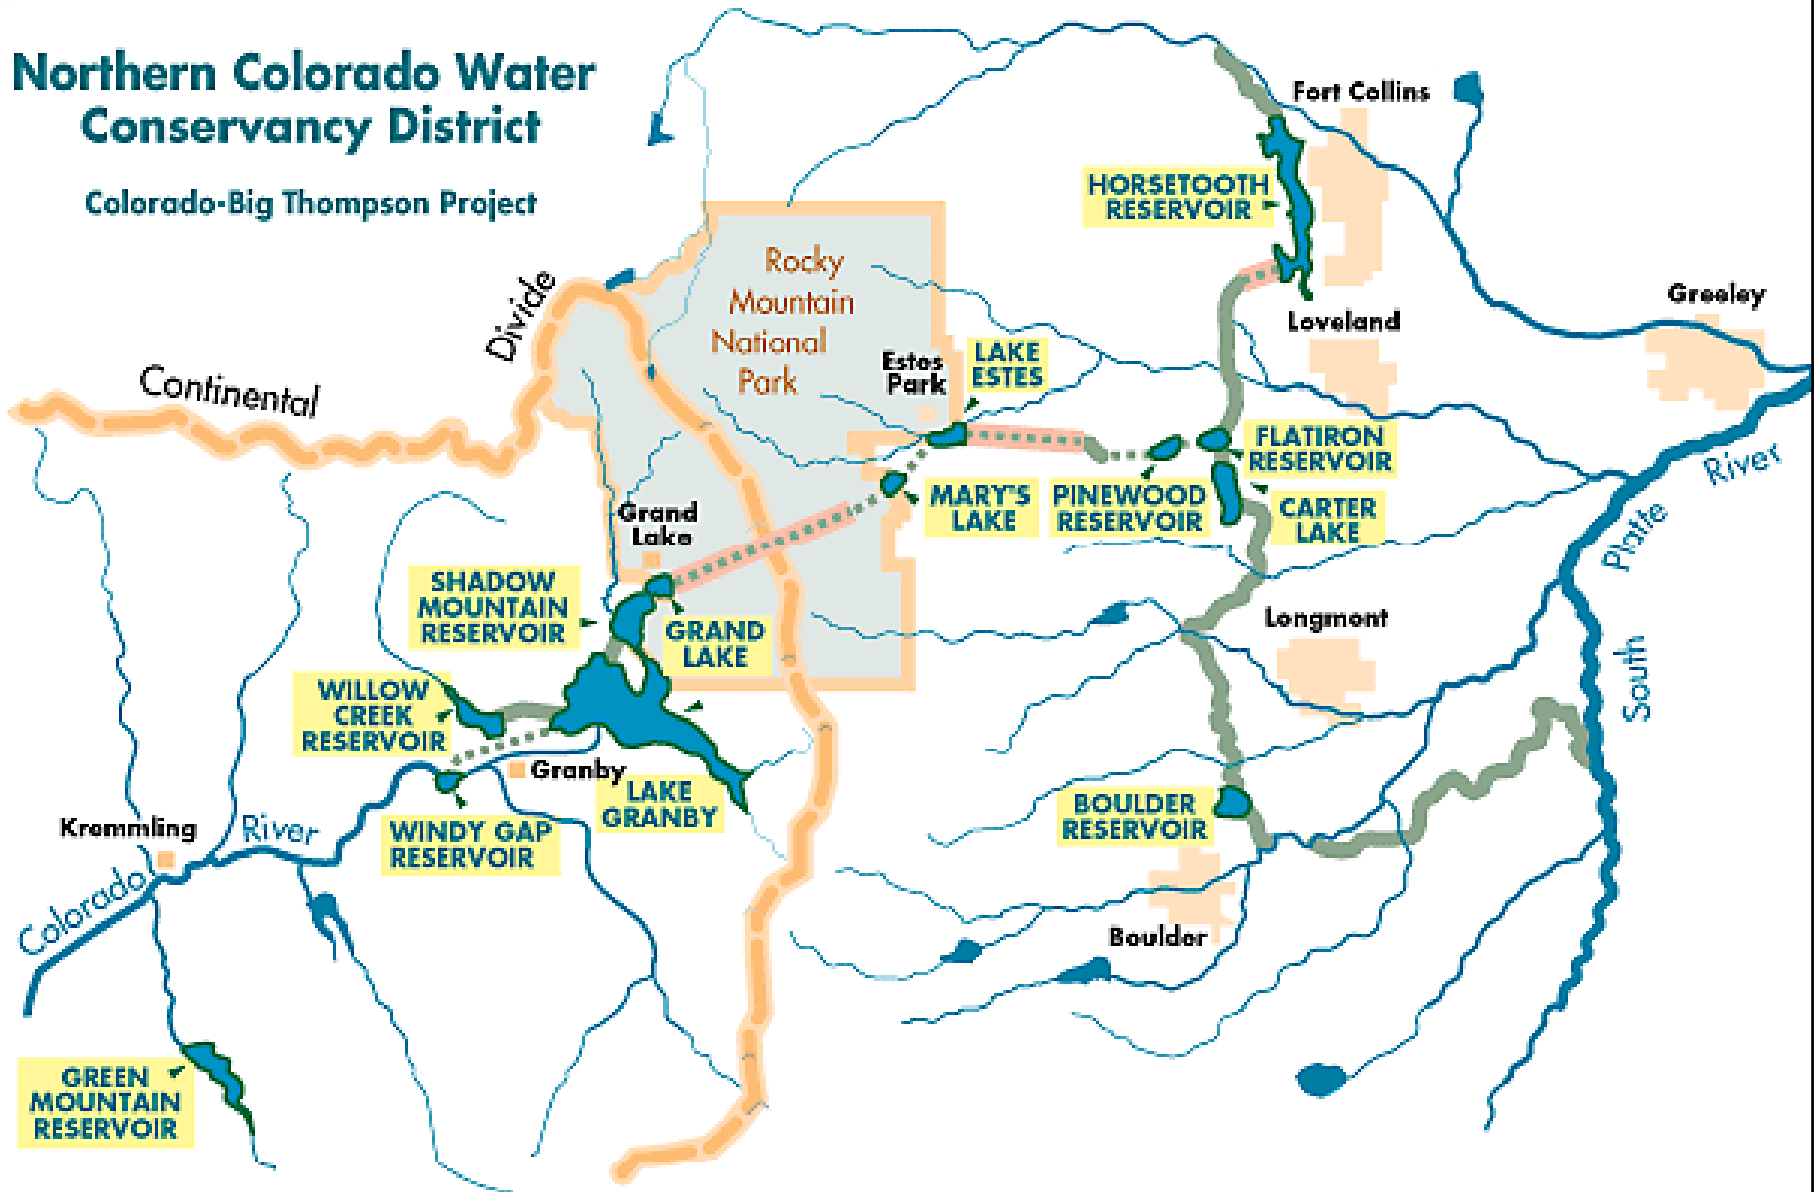 Northern Colorado Water
Conservancy District
Colorado-Big Thompson Project
Fort Collins
HORSETOOTH
RESERVOIR
Rocky
Mountain
National
Park
Divide
Continental
Greeley
Loveland
Estes
Park
LAKE
ESTES
FLATIRON
RESERVOIR
River
Platte
South
MARY'S
LAKE
PINEWOOD
RESERVOIR
CARTER
LAKE
Grand
Lake
SHADOW
MOUNTAIN
RESERVOIR
GRAND
LAKE
Longmont
WILLOW
CREEK
RESERVOIR
Granby
LAKE
GRANBY
BOULDER
RESERVOIR
Kremmling
River
Colorado
WINDY GAP
RESERVOIR
Boulder
GREEN
MOUNTAIN
RESERVOIR